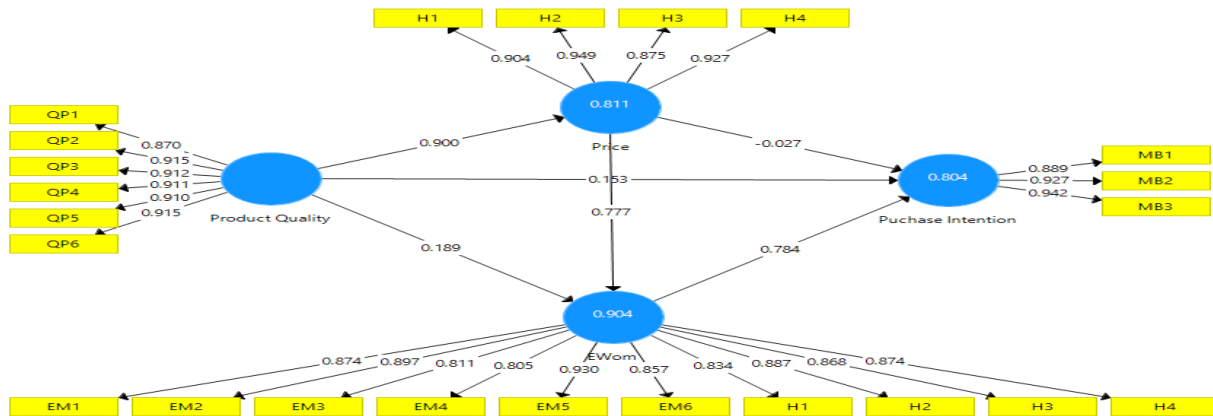 H1 H2 H3 H4
0.904 0.949 0.875 0.927
0.811
Price
QP1
QP2
QP3
QP4
QP5
QP6
0.870
0.915
0.912
0.911
0.910
0.915
Product Quality
0.900
-0.027
0.153
0.777
0.189
0.784
0.804
Puchase Intention
0.889
0.927
0.942
MB1
MB2
MB3
0.904
EWom
0.874 0.897 0.811 0.805 0.930 0.857 0.834 0.887 0.868 0.874
EM1 EM2 EM3 EM4 EM5 EM6 H1 H2 H3 H4